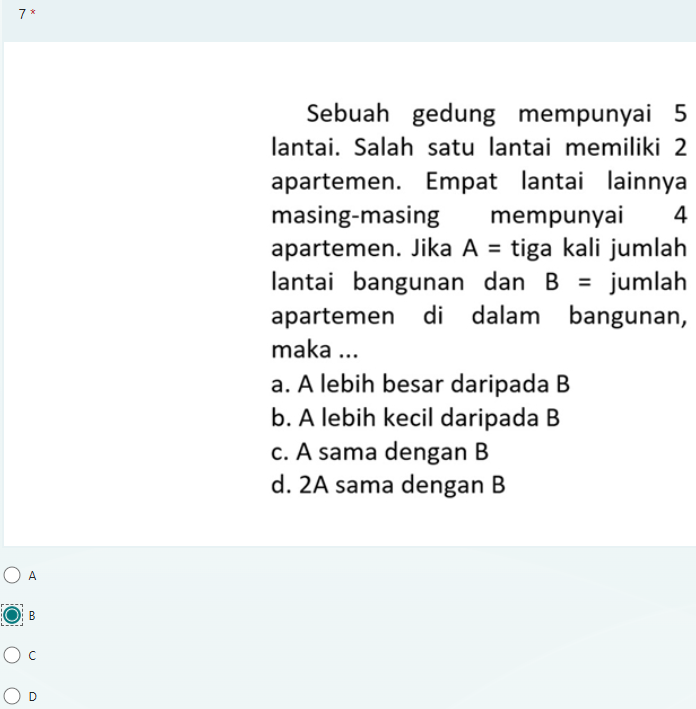 7 *
Sebuah gedung mempunyai 5
lantai. Salah satu lantai memiliki 2
apartemen. Empat lantai lainnya
masing-masing mempunyai 4
apartemen. Jika A = tiga kali jumlah
lantai bangunan dan B = jumlah
apartemen di dalam bangunan,
maka ...
a. A lebih besar daripada B
b. A lebih kecil daripada B
c. A sama dengan B
d. 2A sama dengan B
A
B
C
D